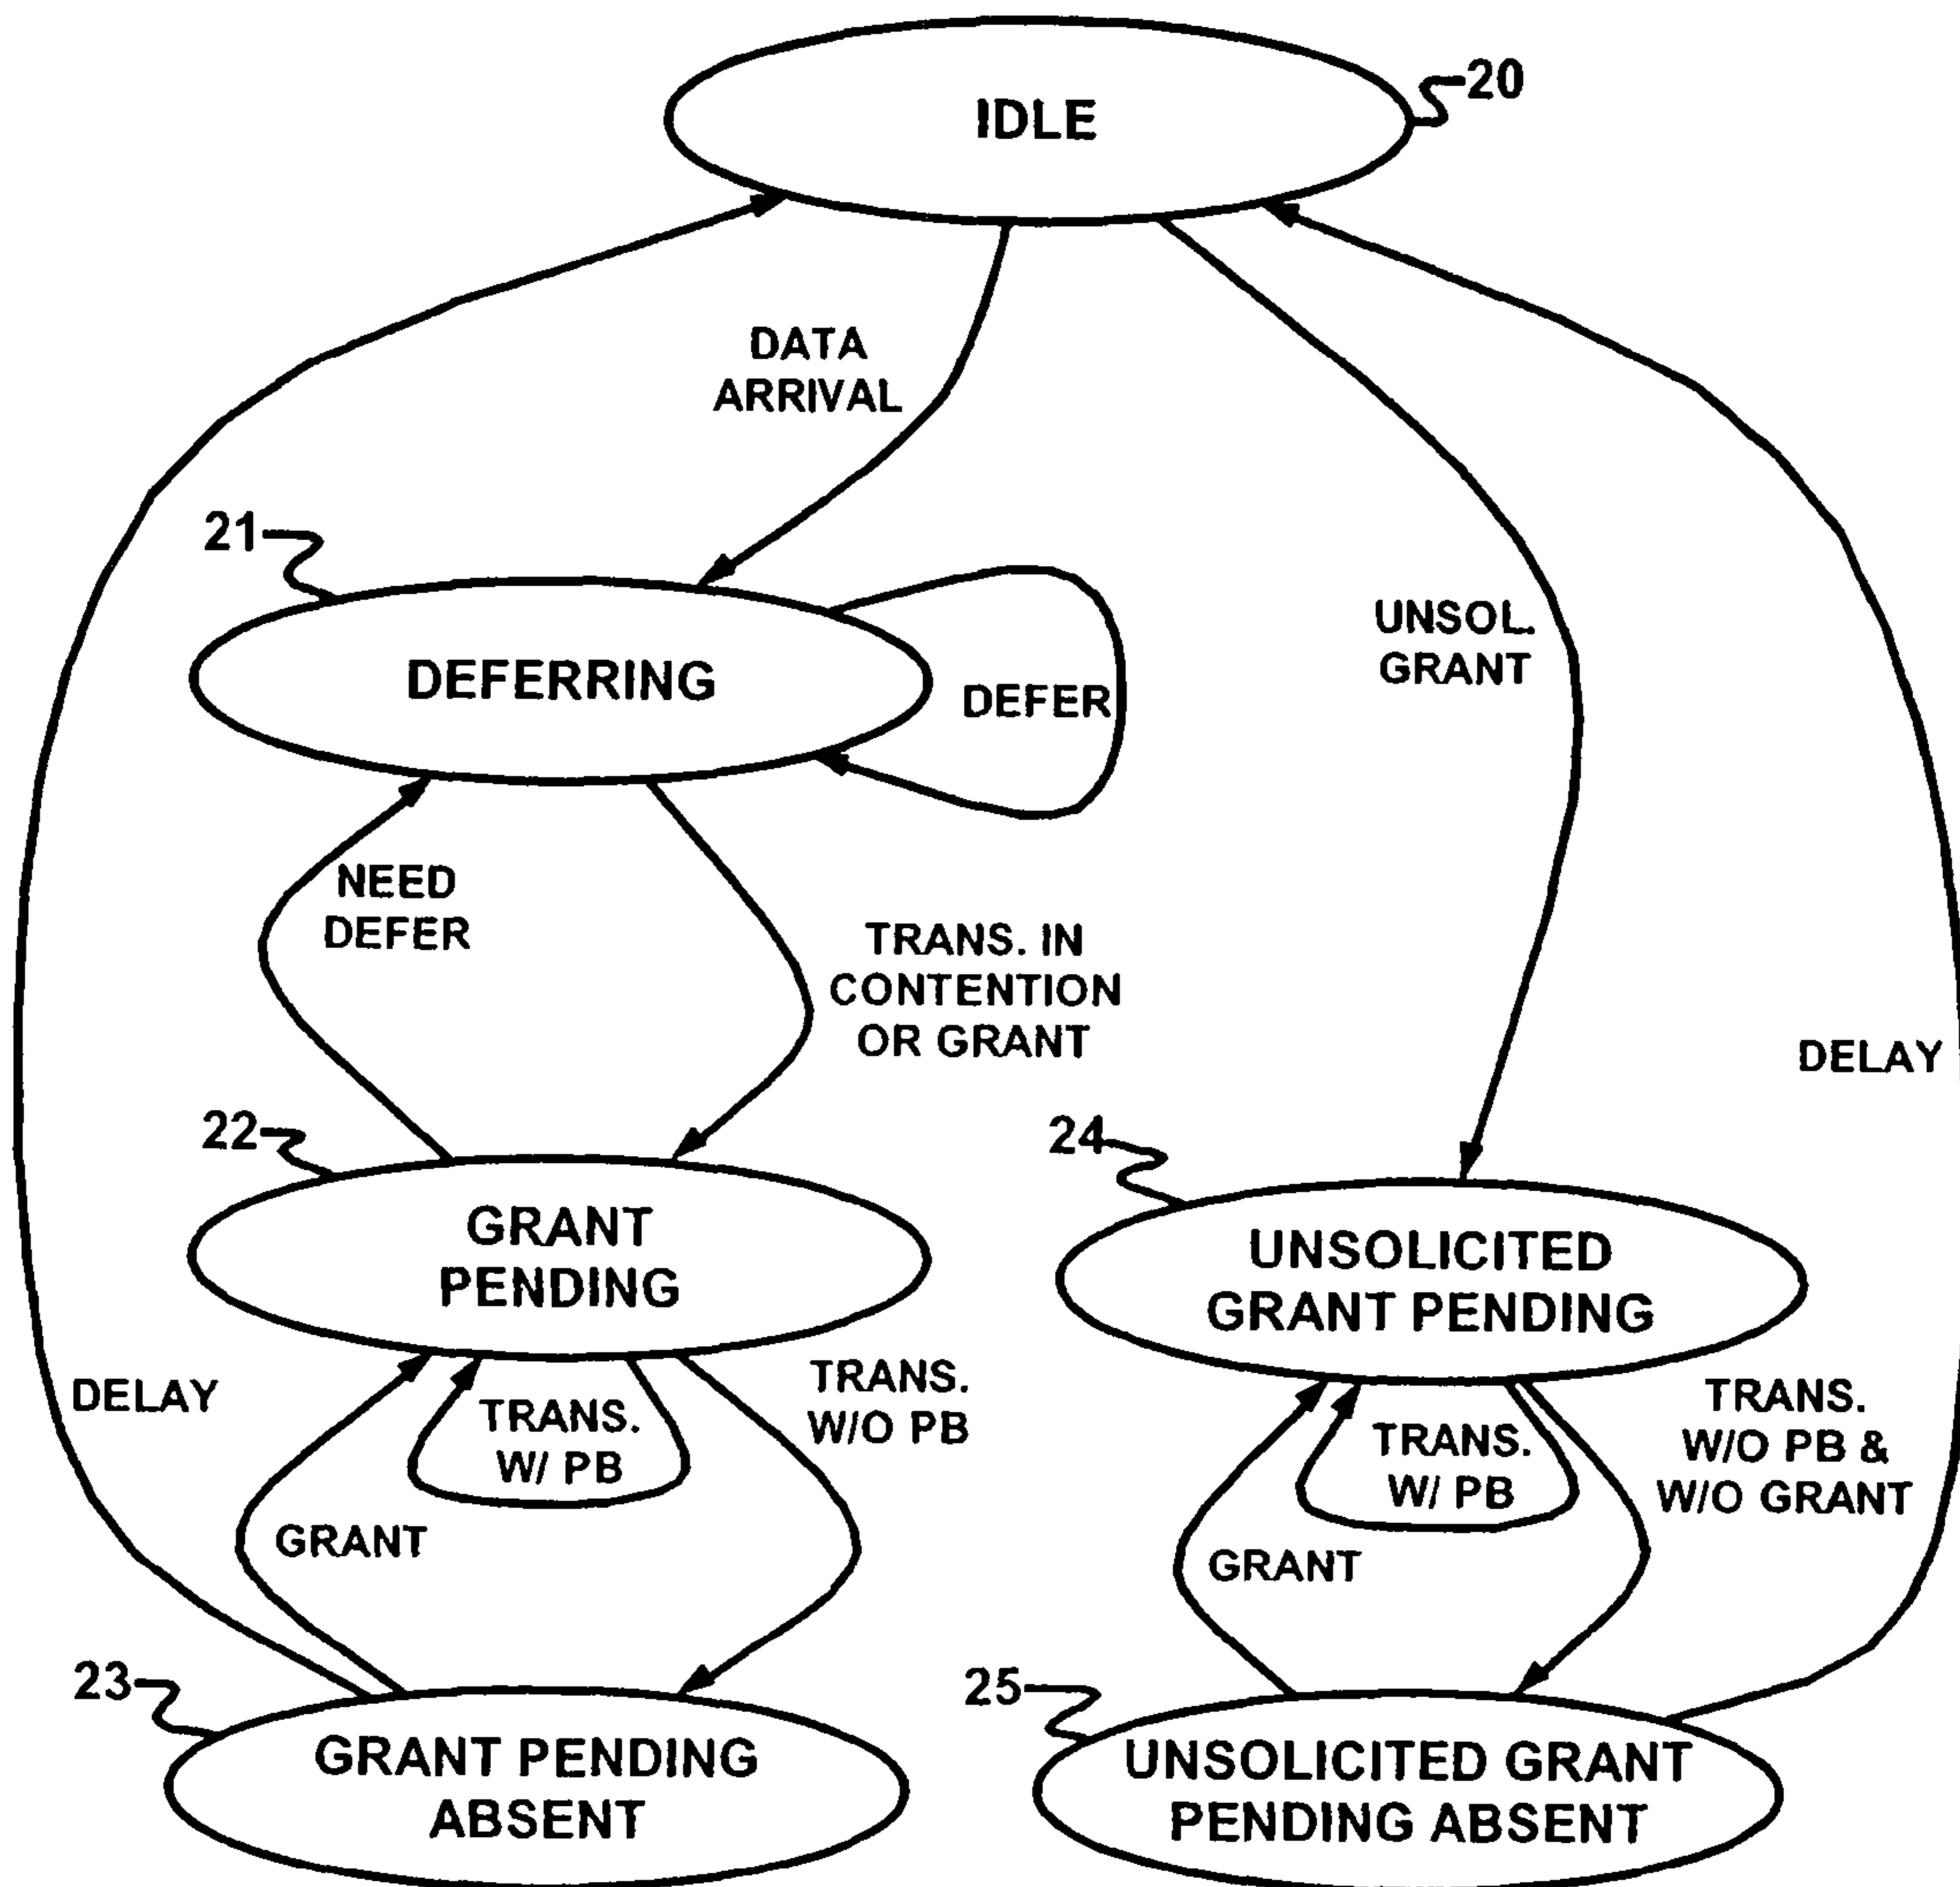 IDLE
20
DATA
ARRIVAL
21
DEFERRING
DEFER
UNSOL.
GRANT
NEED
DEFER
TRANS. IN
CONTENTION
OR GRANT
DELAY
22
GRANT
PENDING
24
UNSOLICITED
GRANT PENDING
DELAY
TRANS.
W/ PB
TRANS.
W/O PB
GRANT
TRANS.
W/ PB
TRANS.
W/O PB &
W/O GRANT
GRANT
23
GRANT PENDING
ABSENT
25
UNSOLICITED GRANT
PENDING ABSENT